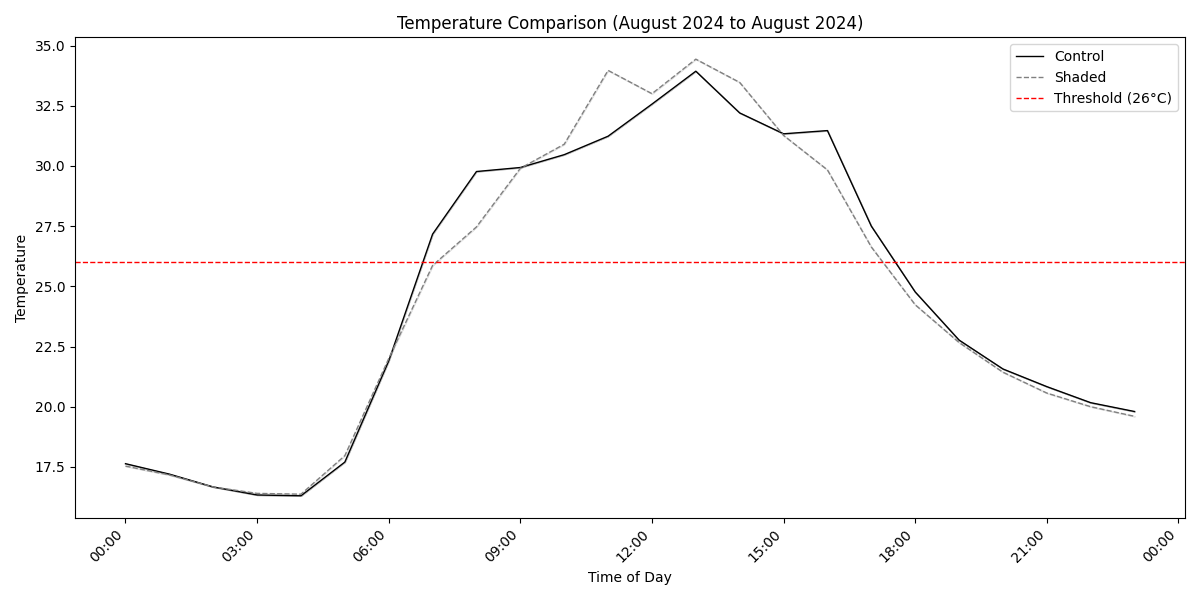 Temperature Comparison (August 2024 to August 2024)
Control
Shaded
Threshold (26°C)
Temperature
35.0
32.5
30.0
27.5
25.0
22.5
20.0
17.5
00:00
03:00
06:00
09:00
12:00
15:00
18:00
21:00
00:00
Time of Day